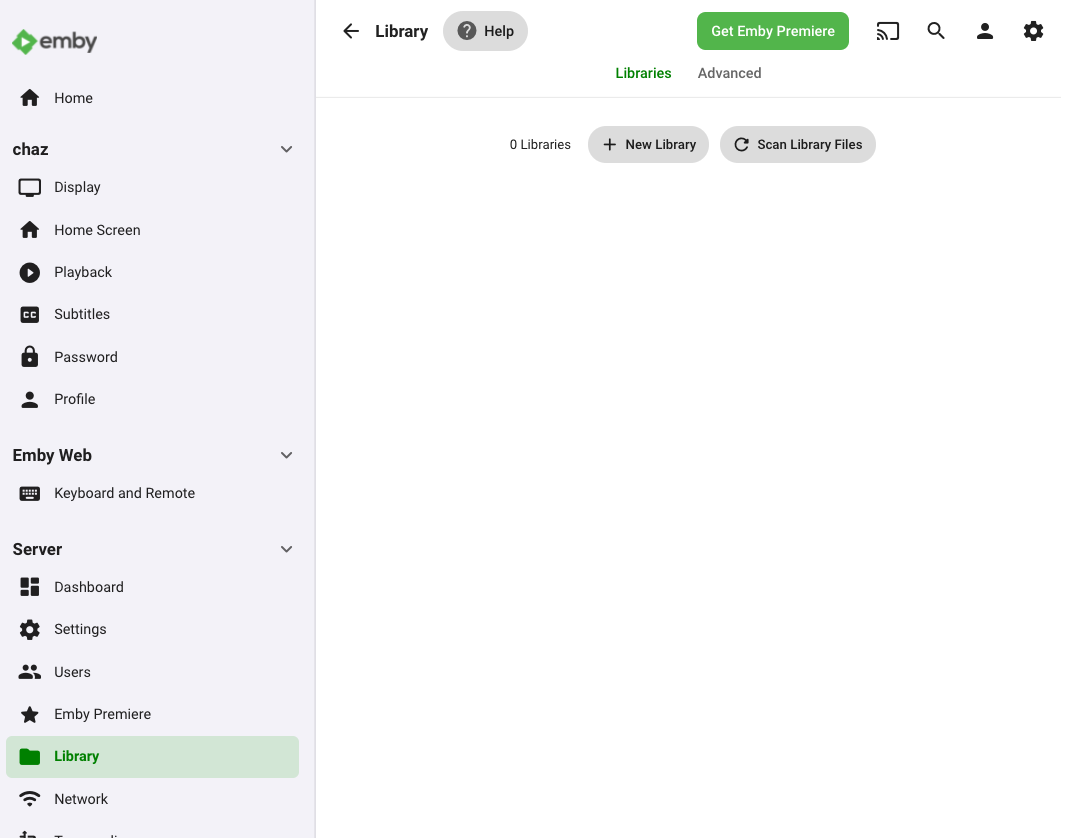 emby
Home
chaz
Display
Home Screen
Playback
CC Subtitles
Password
Profile
Emby Web
Keyboard and Remote
Server
Dashboard
Settings
Users
Emby Premiere
Library
Network
Library
? Help
Get Emby Premiere
Libraries Advanced
0 Libraries + New Library Scan Library Files